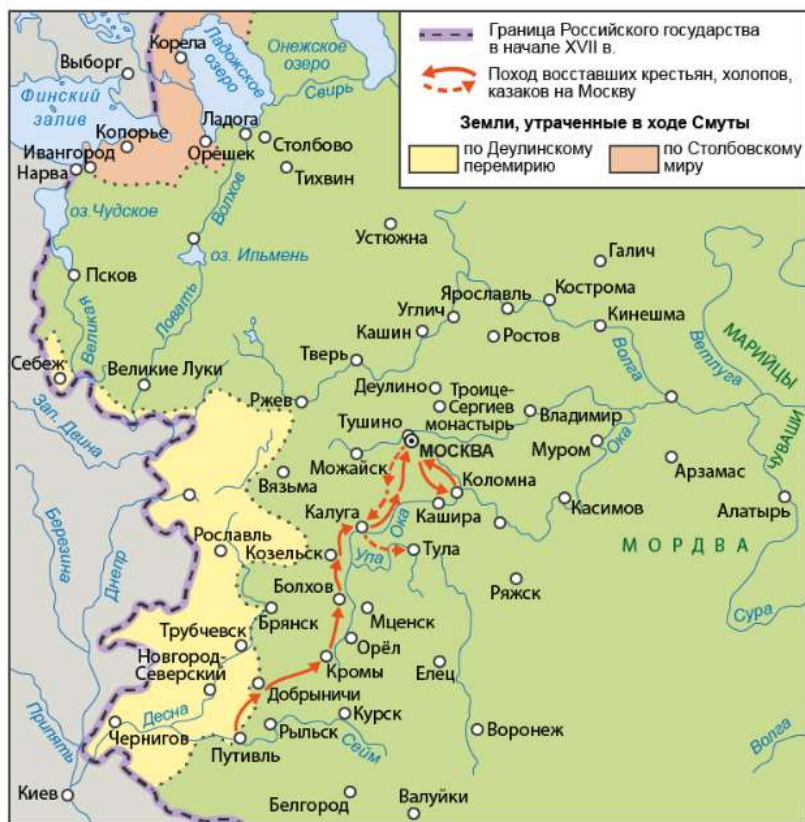 Граница Российского государства
в начале XVII в.
Поход восставших крестьян, холопов,
казаков на Москву
Земли, утраченные в ходе Смуты
по Деулинскому
перемирию
по Столбовскому
миру
Корела
Ладожское
озеро
Онежское
озеро
Выборг
Свирь
Финский
залив
Ладога
Копорье
Столбово
Ивангород
Орешек
Нарва
Тихвин
Волхов
оз.Чудское
Устюжна
оз. Ильмень
Галич
Псков
Ярославль
Кострома
Великая
Ловать
Углич
Кинешма
Кашин
Ростов
Волга
Ветлуга
МАРИЙЦЫ
Себеж
Великие Луки
Тверь
Деулино
Троице-
Сергиев
монастырь
Ржев
Зап. Двина
Тушино
Владимир
Ока
ЧУВАШИ
МОСКВА
Муром
Можайск
Арзамас
Вязьма
Коломна
Калуга
Ока
Кашира
Касимов
Алатырь
Березина
Днепр
Рославль
Козельск
Упа
Тула
МОРДВА
Болхов
Ряжск
Сура
Брянск
Мценск
Трубчевск
Орёл
Новгород-
Северский
Кромы
Елец
Добрыничи
Припять
Десна
Курск
Чернигов
Рыльск
Сейм
Воронеж
Путивль
Волга
Киев
Белгород
Валуйки